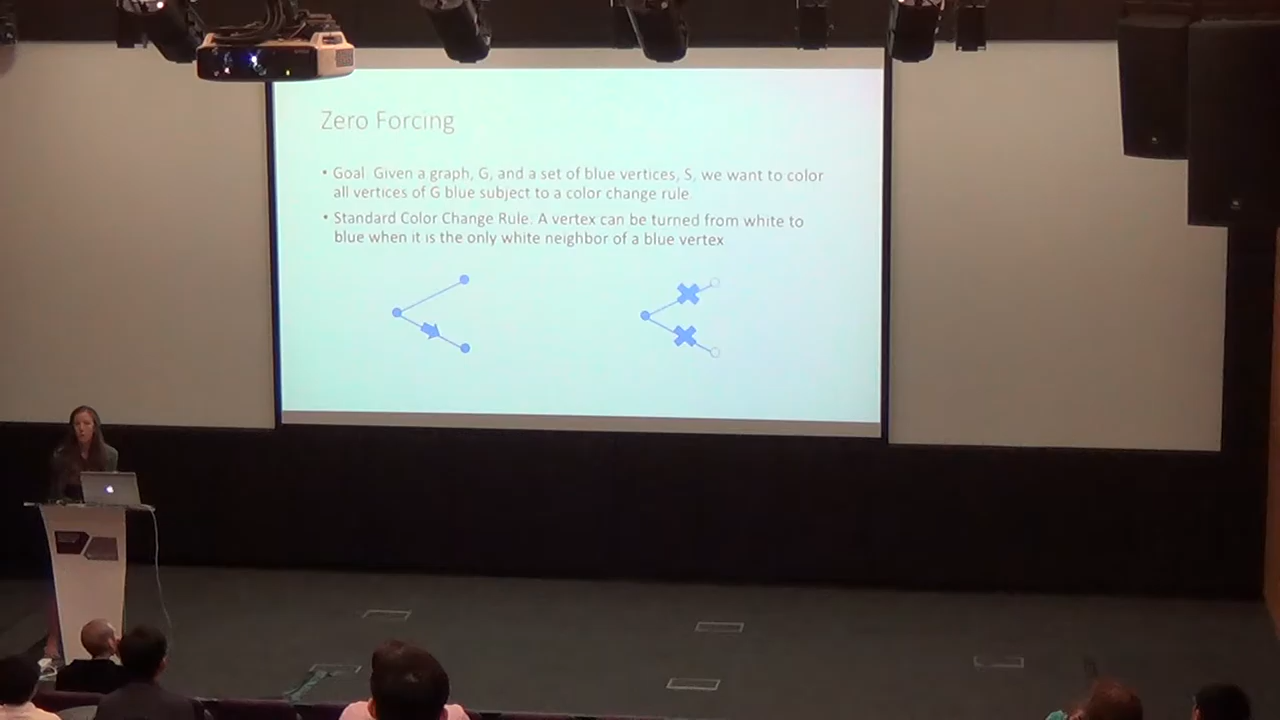 Zero Forcing
• Goal. Given a graph, G, and a set of blue vertices, S, we want to color
all vertices of G blue subject to a color change rule.
• Standard Color Change Rule. A vertex can be turned from white to
blue when it is the only white neighbor of a blue vertex